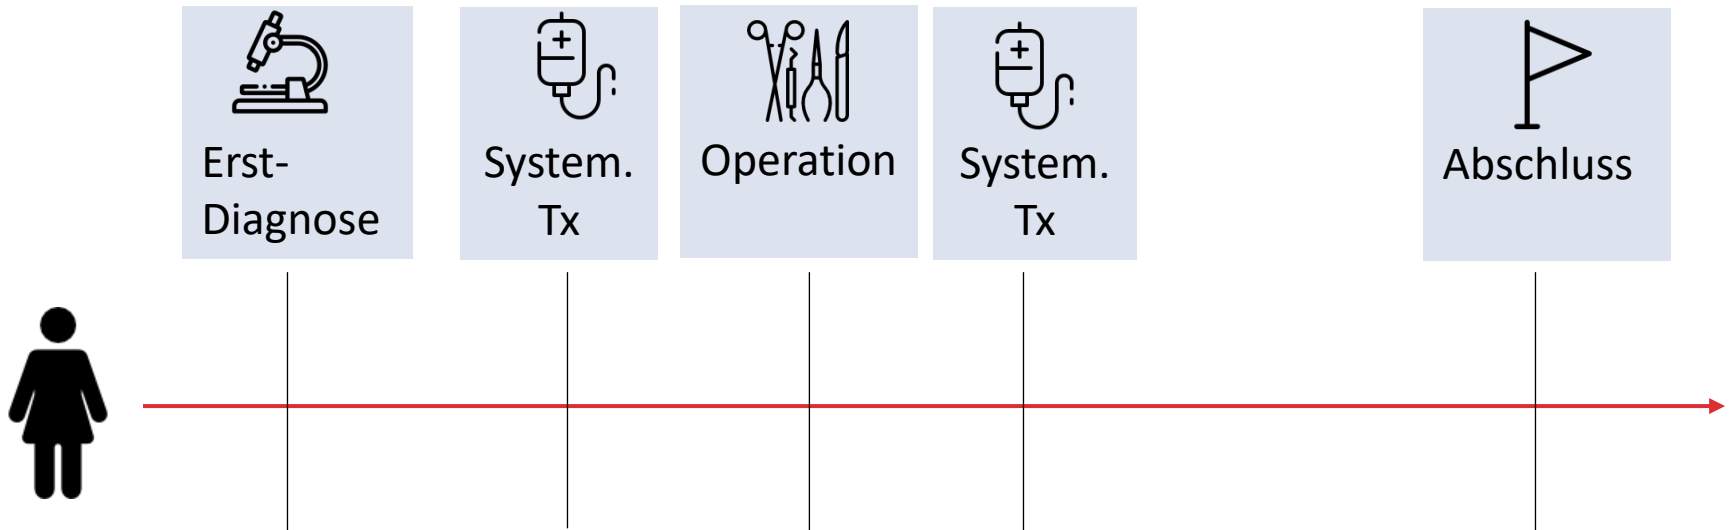 Erst-
Diagnose
System.
Tx
Operation
System.
Tx
Abschluss